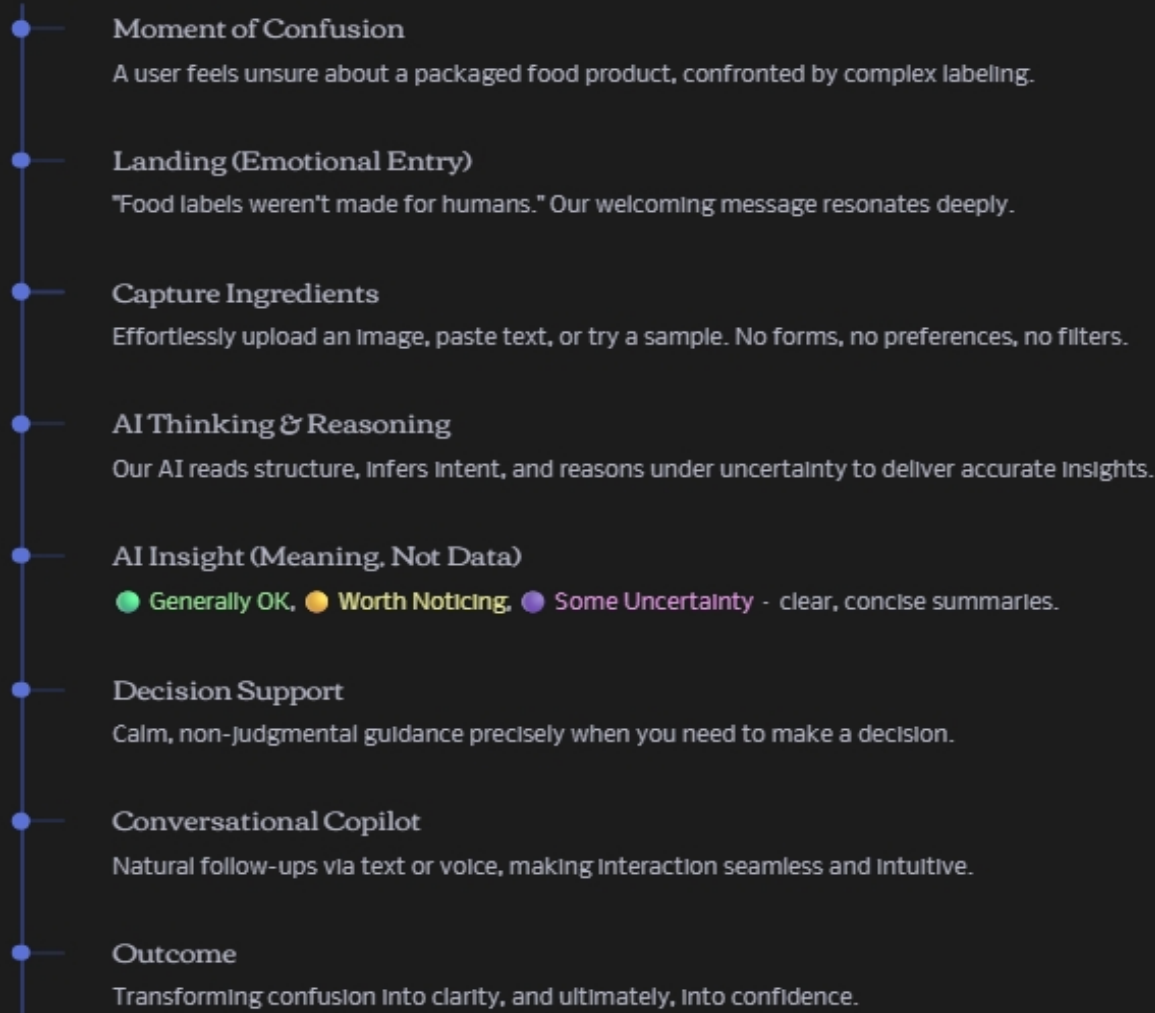 Moment of Confusion
A user feels unsure about a packaged food product, confronted by complex labeling.
Landing (Emotional Entry)
"Food labels weren't made for humans." Our welcoming message resonates deeply.
Capture Ingredients
Effortlessly upload an image, paste text, or try a sample. No forms, no preferences, no filters.
AI Thinking & Reasoning
Our AI reads structure, infers intent, and reasons under uncertainty to deliver accurate insights.
AI Insight (Meaning, Not Data)
Generally OK, Worth Noticing, Some Uncertainty - clear, concise summaries.
Decision Support
Calm, non-judgmental guidance precisely when you need to make a decision.
Conversational Copilot
Natural follow-ups via text or voice, making interaction seamless and intuitive.
Outcome
Transforming confusion into clarity, and ultimately, into confidence.